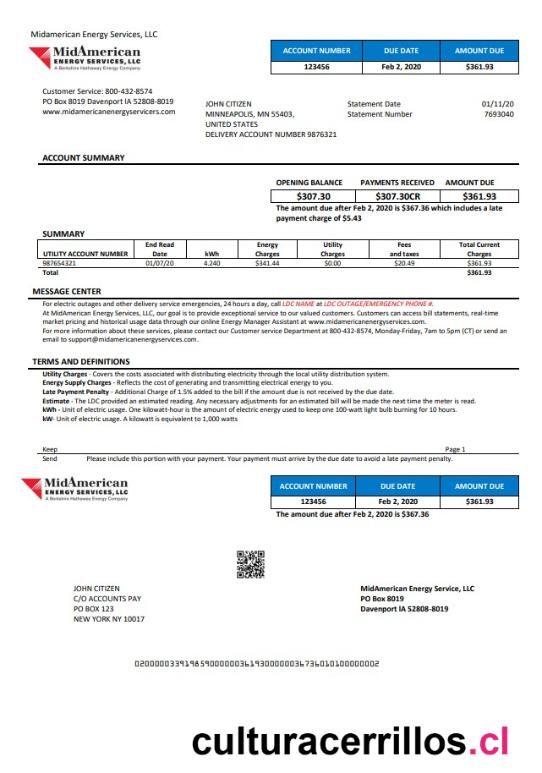 Midamerican Energy Services, LLC
MidAmerican
ENERGY SERVICES, LLC
A Berkshire Hathaway Energy Company
ACCOUNT NUMBER DUE DATE AMOUNT DUE
123456 Feb 2, 2020 $361.93
Customer Service: 800-432-8574
PO Box 8019 Davenport IA 52808-8019
www.midamericanenergyservices.com
JOHN CITIZEN
MINNEAPOLIS, MN 55403,
UNITED STATES
DELIVERY ACCOUNT NUMBER 9876321
Statement Date 01/11/20
Statement Number 7693040
ACCOUNT SUMMARY
OPENING BALANCE PAYMENTS RECEIVED AMOUNT DUE
$307.30 $307.30CR $361.93
The amount due after Feb 2, 2020 is $367.36 which includes a late
payment charge of $5.43
SUMMARY
UTILITY ACCOUNT NUMBER End Read Date kWh Energy Charges Utility Charges Fees and taxes Total Current Charges
987654321 01/07/20 4.240 $341.44 $0.00 $20.49 $361.93
Total $361.93
MESSAGE CENTER
For electric outages and other delivery service emergencies, 24 hours a day, call LDC NAME at LDC OUTAGE/EMERGENCY PHONE #.
At MidAmerican Energy Services, LLC, our goal is to provide exceptional service to our valued customers. Customers can access bill statements, real-time
market pricing and historical usage data through our online Energy Manager Assistant at www.midamericanenergyservices.com.
For more information about these services, please contact our Customer service Department at 800-432-8574, Monday-Friday, 7am to 5pm (CT) or send an
email to support@midamericanenergyservices.com.
TERMS AND DEFINITIONS
Utility Charges - Covers the costs associated with distributing electricity through the local utility distribution system.
Energy Supply Charges - Reflects the cost of generating and transmitting electrical energy to you.
Late Payment Penalty - Additional Charge of 1.5% added to the bill if the amount due is not received by the due date.
Estimate - The LDC provided an estimated reading. Any necessary adjustments for an estimated bill will be made the next time the meter is read.
kWh - Unit of electric usage. One kilowatt-hour is the amount of electric energy used to keep one 100-watt light bulb burning for 10 hours.
kW- Unit of electric usage. A kilowatt is equivalent to 1,000 watts
Keep Page 1
Send Please include this portion with your payment. Your payment must arrive by the due date to avoid a late payment penalty.
MidAmerican
ENERGY SERVICES, LLC
A Berkshire Hathaway Energy Company
ACCOUNT NUMBER DUE DATE AMOUNT DUE
123456 Feb 2, 2020 $361.93
The amount due after Feb 2, 2020 is $367.36
JOHN CITIZEN
C/O ACCOUNTS PAY
PO BOX 123
NEW YORK NY 10017
MidAmerican Energy Service, LLC
PO Box 8019
Davenport IA 52808-8019
culturacerrillos.cl